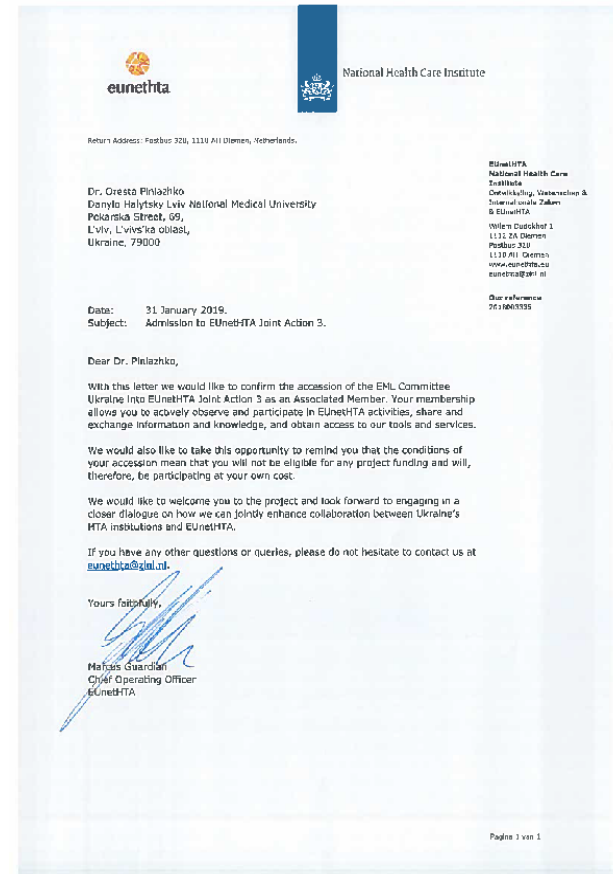 eunethta
National Health Care Institute
Return Address: Postbus 320, 1110 AH Diemen, Netherlands.
EUnetHTA
National Health Care
Institute
Ontwikkeling, Wetenschap &
Internationale Zaken
& EUnetHTA
Willem Dudokhof 1
1112 ZA Diemen
Postbus 320
1110 AH Diemen
www.eunethta.eu
eunethta@zinl.nl
Our reference
Dr. Oresta Piniazhko
Danylo Halytsky Lviv National Medical University
Pekarska Street, 69,
L'viv, L'vivs'ka oblast,
Ukraine, 79000
Date: 31 January 2019.
Subject: Admission to EUnetHTA Joint Action 3.
Dear Dr. Piniazhko,
With this letter we would like to confirm the accession of the EML Committee
Ukraine into EUnetHTA Joint Action 3 as an Associated Member. Your membership
allows you to actively observe and participate in EUnetHTA activities, share and
exchange information and knowledge, and obtain access to our tools and services.
We would also like to take this opportunity to remind you that the conditions of
your accession mean that you will not be eligible for any project funding and will,
therefore, be participating at your own cost.
We would like to welcome you to the project and look forward to engaging in a
closer dialogue on how we can jointly enhance collaboration between Ukraine's
HTA institutions and EUnetHTA.
If you have any other questions or queries, please do not hesitate to contact us at
eunethta@zinl.nl.
Yours faithfully,
Marcus Guardian
Chief Operating Officer
EUnetHTA
Pagina 1 van 1